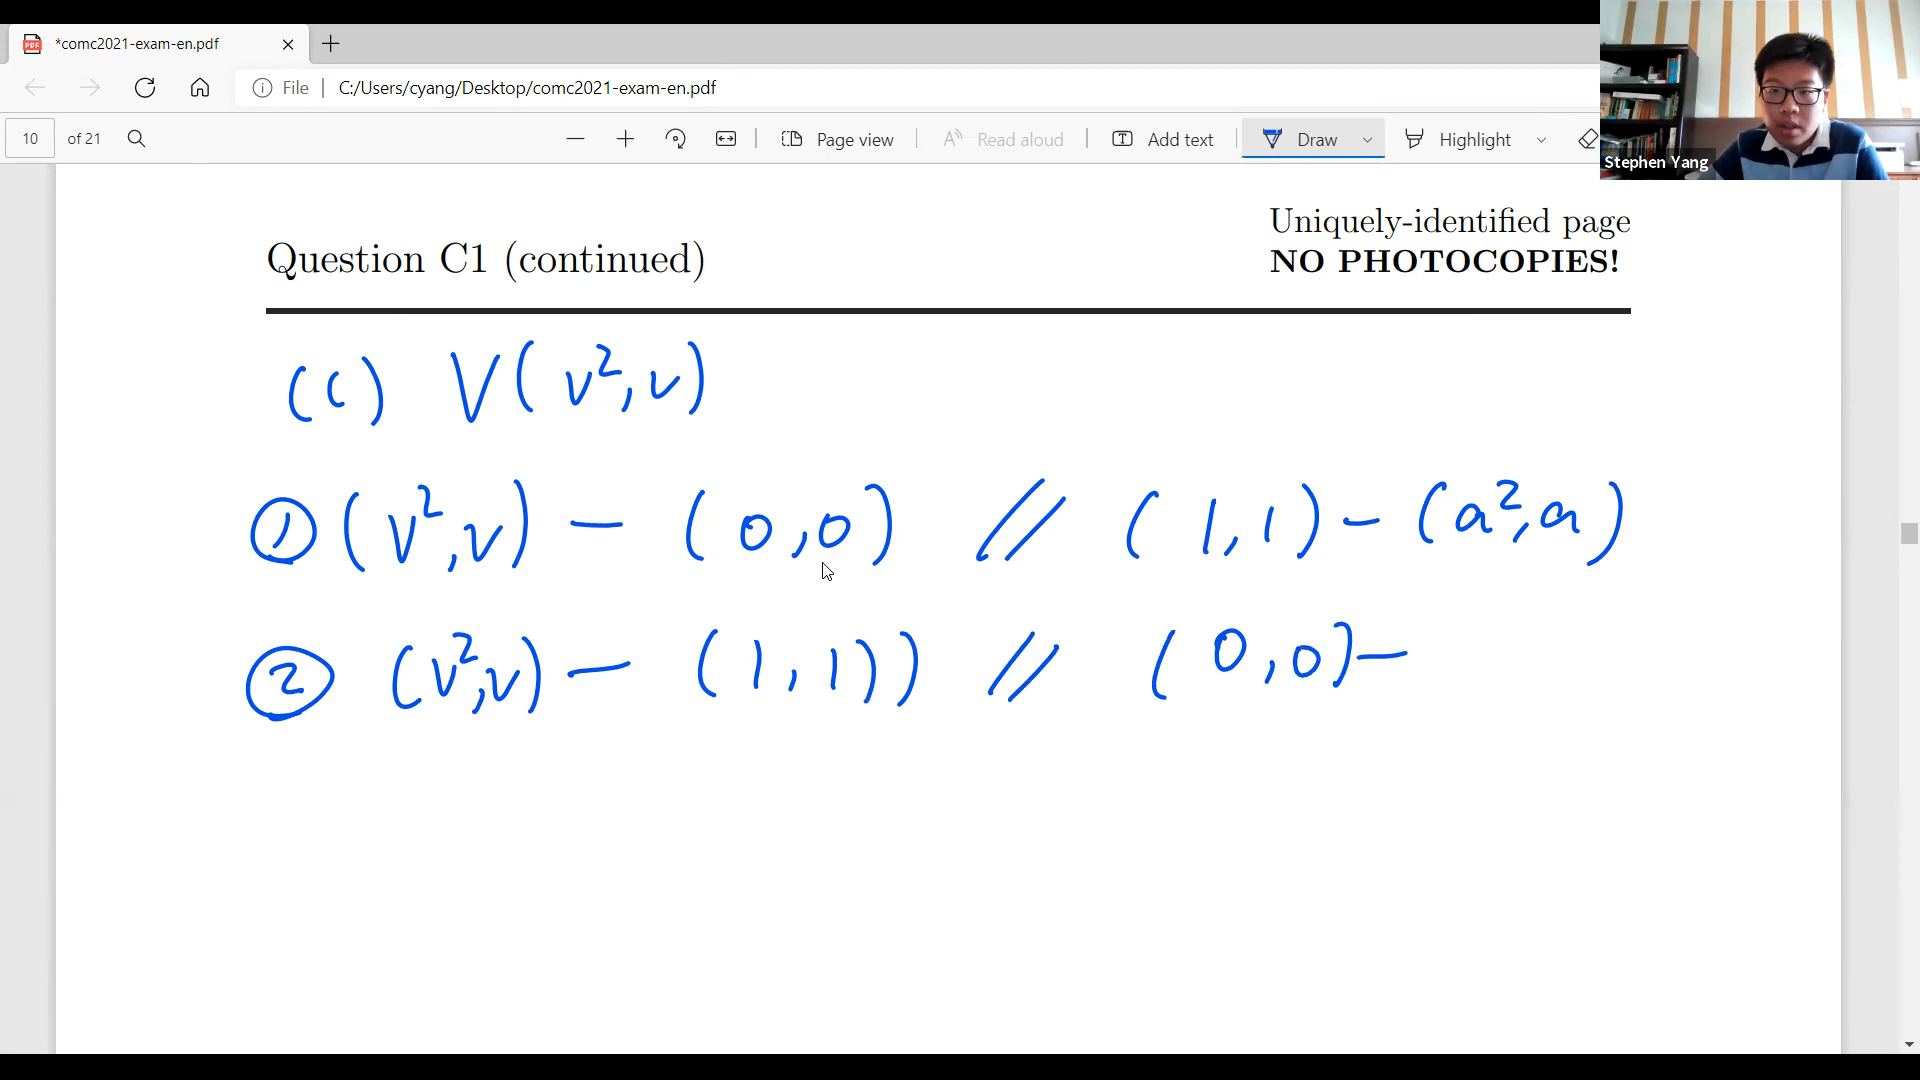 *comc2021-exam-en.pdf
File | C:/Users/cyang/Desktop/comc2021-exam-en.pdf
10 of 21 Page view Read aloud Add text Draw Highlight
Stephen Yang
Uniquely-identified page
Question C1 (continued)
NO PHOTOCOPIES!
(c) V(v²,v)
① (v²,v) — (0,0) // (1,1) - (a²,a)
② (v²,v) — (1,1)) // (0,0) -